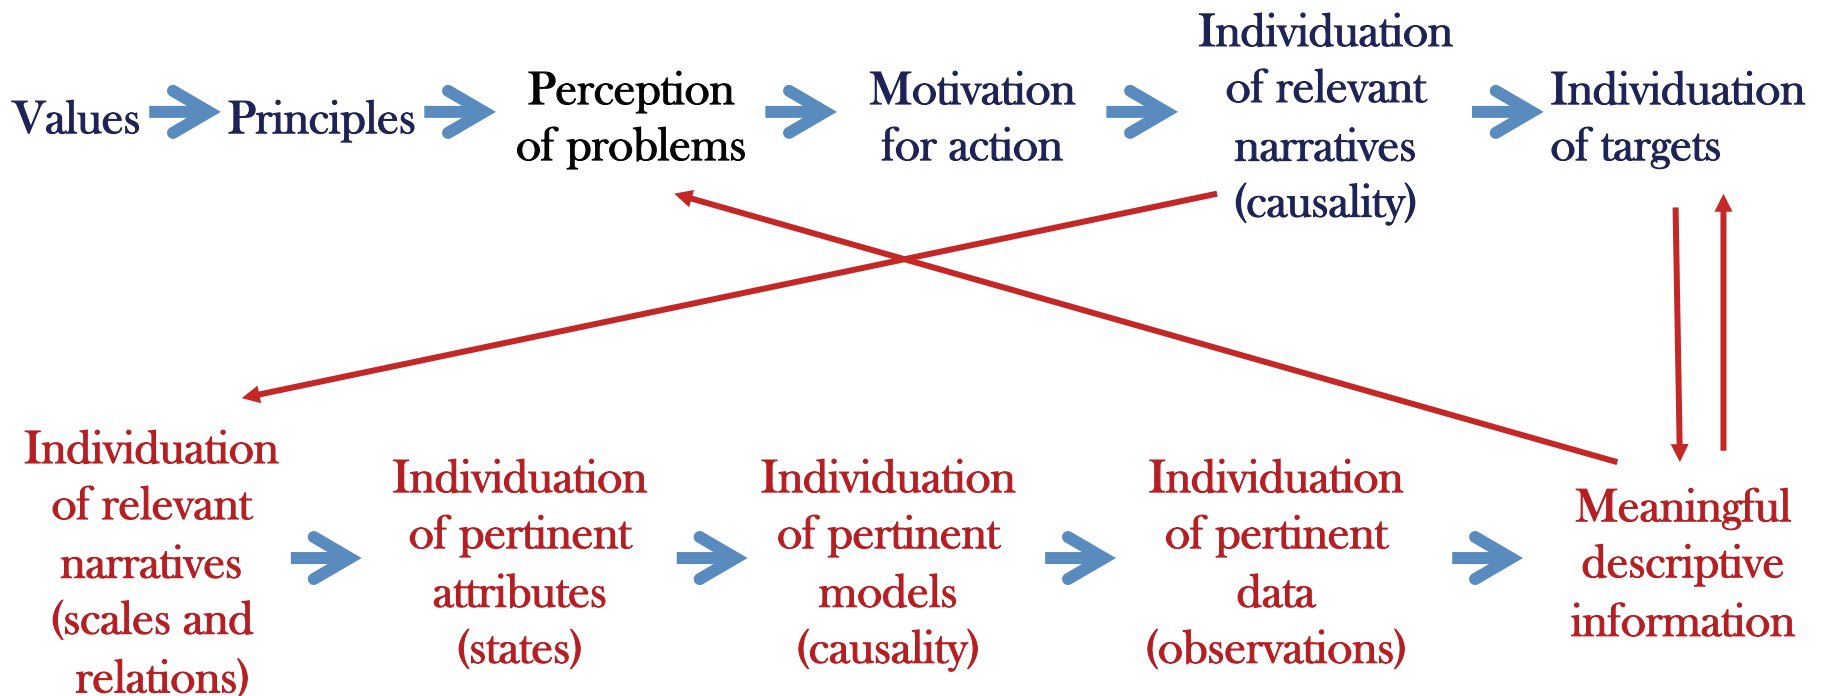 Values
Principles
Perception
of problems
Motivation
for action
Individuation
of relevant
narratives
(causality)
Individuation
of targets
Individuation
of relevant
narratives
(scales and
relations)
Individuation
of pertinent
attributes
(states)
Individuation
of pertinent
models
(causality)
Individuation
of pertinent
data
(observations)
Meaningful
descriptive
information